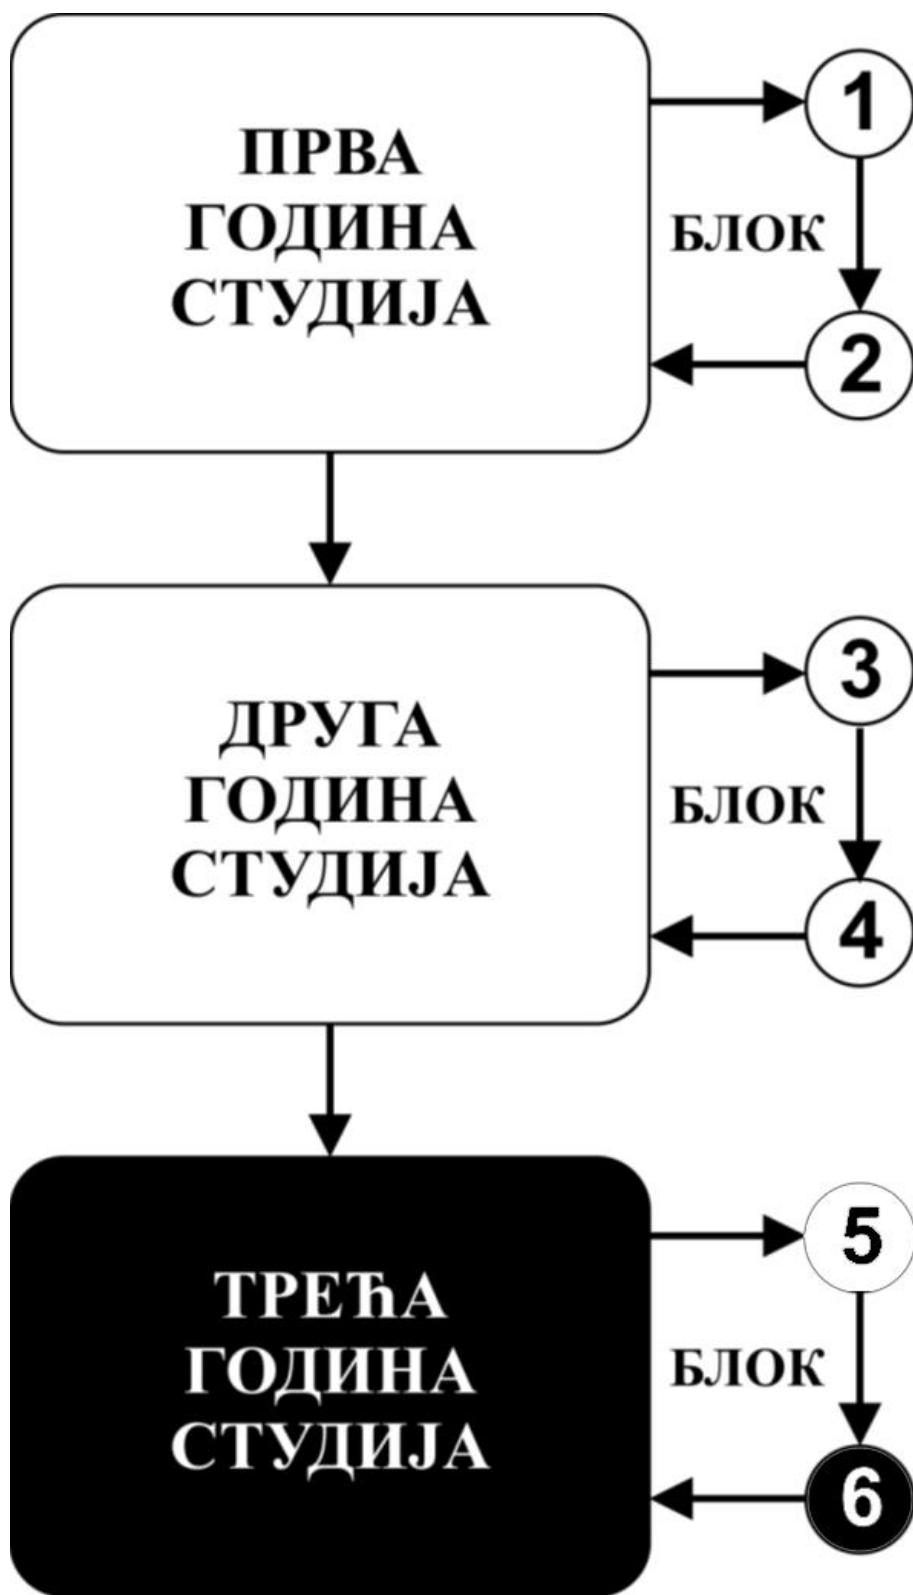 ПРВА
ГОДИНА
СТУДИЈА
1
БЛОК
2
ДРУГА
ГОДИНА
СТУДИЈА
3
БЛОК
4
ТРЕЋА
ГОДИНА
СТУДИЈА
5
БЛОК
6